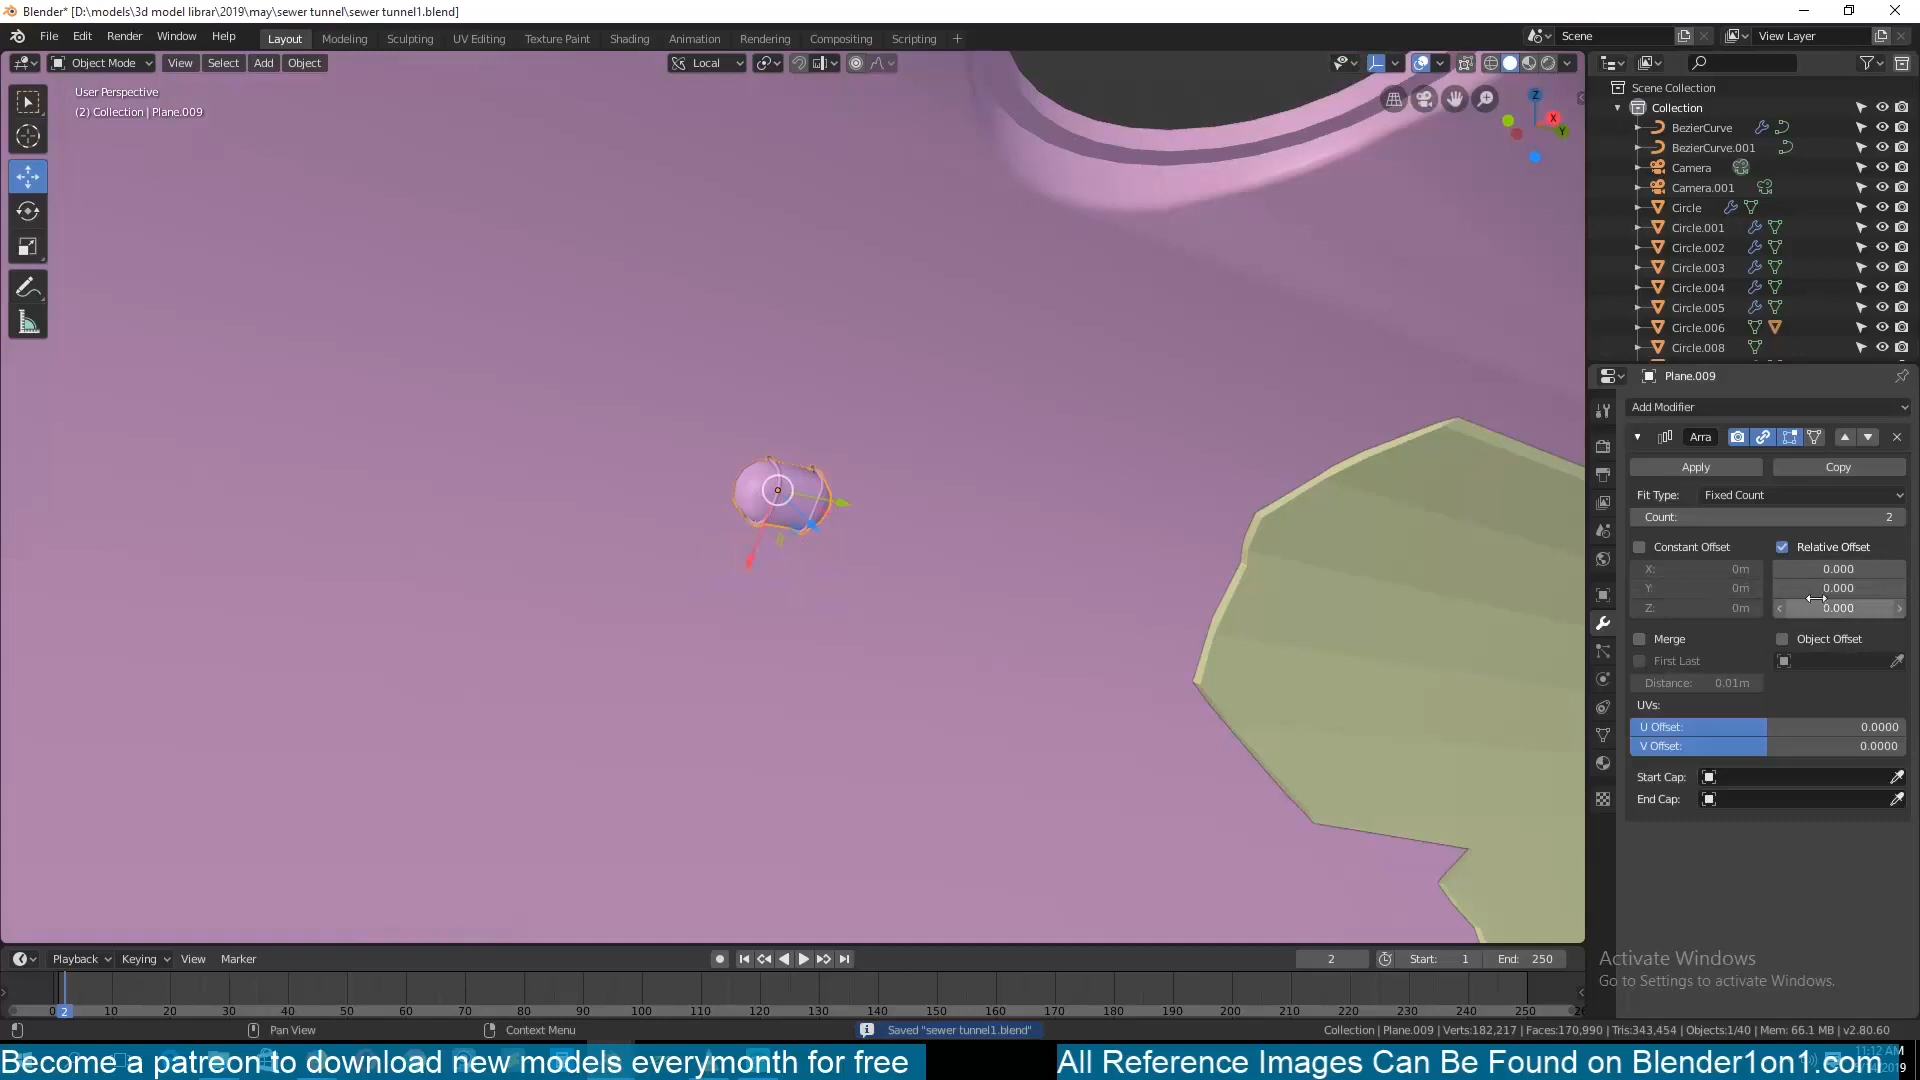 Blender* [D:\models\3d model librar\2019\may\sewer tunnel\sewer tunnel1.blend]
File Edit Render Window Help Layout Modeling Sculpting UV Editing Texture Paint Shading Animation Rendering Compositing Scripting + Scene View Layer
Object Mode View Select Add Object Local
User Perspective
(2) Collection | Plane.009
Z
X
Y
Scene Collection
Collection
BezierCurve
BezierCurve.001
Camera
Camera.001
Circle
Circle.001
Circle.002
Circle.003
Circle.004
Circle.005
Circle.006
Circle.008
Plane.009
Add Modifier
Arra
Apply Copy
Fit Type: Fixed Count
Count: 2
Constant Offset Relative Offset
X: 0m 0.000
Y: 0m 0.000
Z: 0m 0.000
Merge Object Offset
First Last
Distance: 0.01m
UVs:
U Offset: 0.0000
V Offset: 0.0000
Start Cap:
End Cap:
Activate Windows
Go to Settings to activate Windows.
Playback Keying View Marker 2 Start: 1 End: 250
0 2 10 20 30 40 50 60 70 80 90 100 110 120 130 140 150 160 170 180 190 200 210 220 230 240 250
Pan View Context Menu Saved "sewer tunnel1.blend" Collection | Plane.009 | Verts:182,217 | Faces:170,990 | Tris:343,454 | Objects:1/40 | Mem: 66.1 MB | v2.80.60
Become a patreon to download new models everymonth for free All Reference Images Can Be Found on Blender1on1.com
11:12 AM